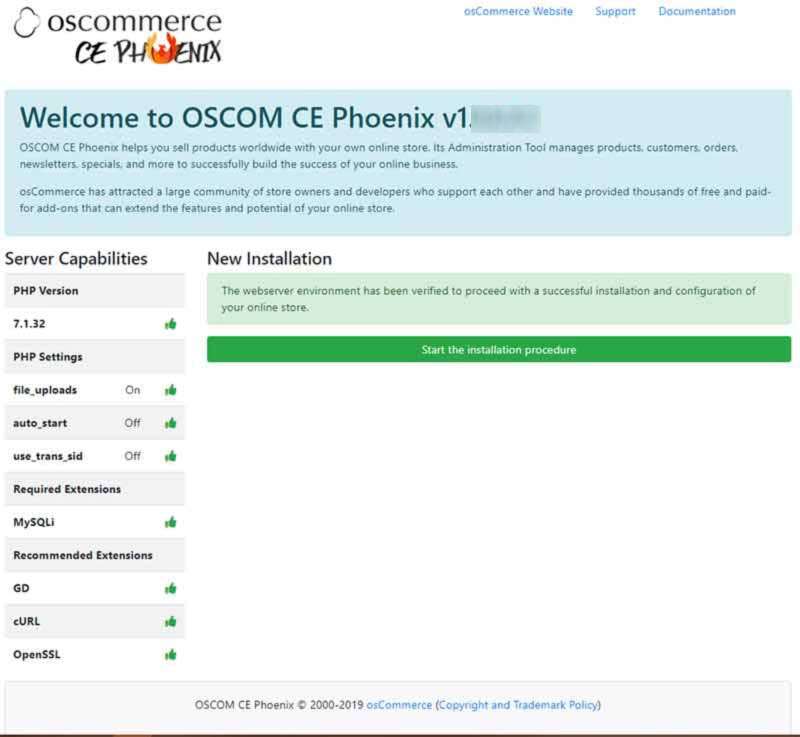 oscommerce
CE PHOENIX
osCommerce Website Support Documentation
Welcome to OSCOM CE Phoenix v1.
OSCOM CE Phoenix helps you sell products worldwide with your own online store. Its Administration Tool manages products, customers, orders,
newsletters, specials, and more to successfully build the success of your online business.
osCommerce has attracted a large community of store owners and developers who support each other and have provided thousands of free and paid-
for add-ons that can extend the features and potential of your online store.
Server Capabilities
PHP Version
7.1.32
PHP Settings
file_uploads On
auto_start Off
use_trans_sid Off
Required Extensions
MySQLi
Recommended Extensions
GD
cURL
OpenSSL
New Installation
The webserver environment has been verified to proceed with a successful installation and configuration of
your online store.
Start the installation procedure
OSCOM CE Phoenix © 2000-2019 osCommerce (Copyright and Trademark Policy)